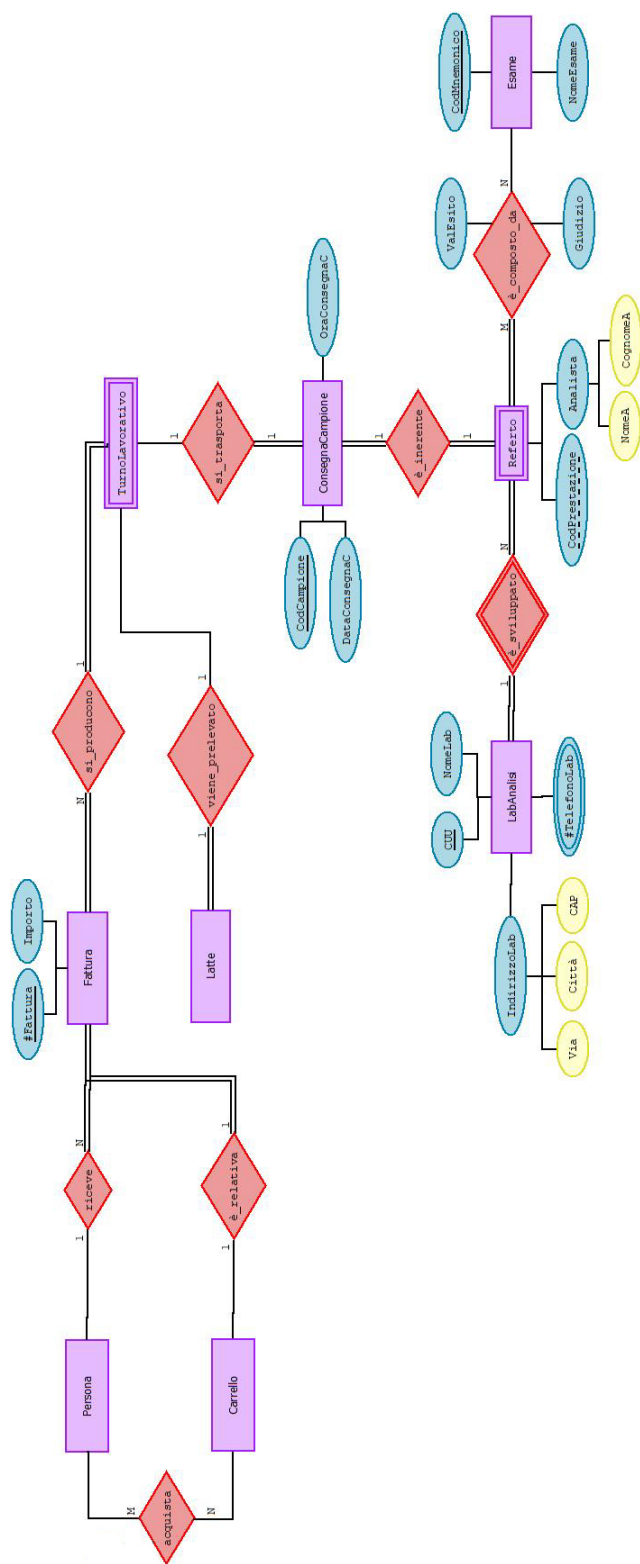 #Fattura
Importo
Persona
1
riceve
N
Fattura
N
si_producono
1
TurnoLavorativo
M
acquista
N
Carrello
1
è_relativa
1
Latte
1
viene_prelevato
1
1
si_trasporta
1
CodCampione
DataConsegnaC
ConsegnaCampione
OraConsegnaC
1
è_inerente
1
CUU
NomeLab
ValEsito
CodMnemonico
IndirizzoLab
LabAnalisi
1
è_sviluppato
N
Referto
M
è_composto_da
N
Esame
Via
Città
CAP
#TelefonoLab
CodPrestazione
Analista
Giudizio
NomeEsame
NomeA
CognomeA